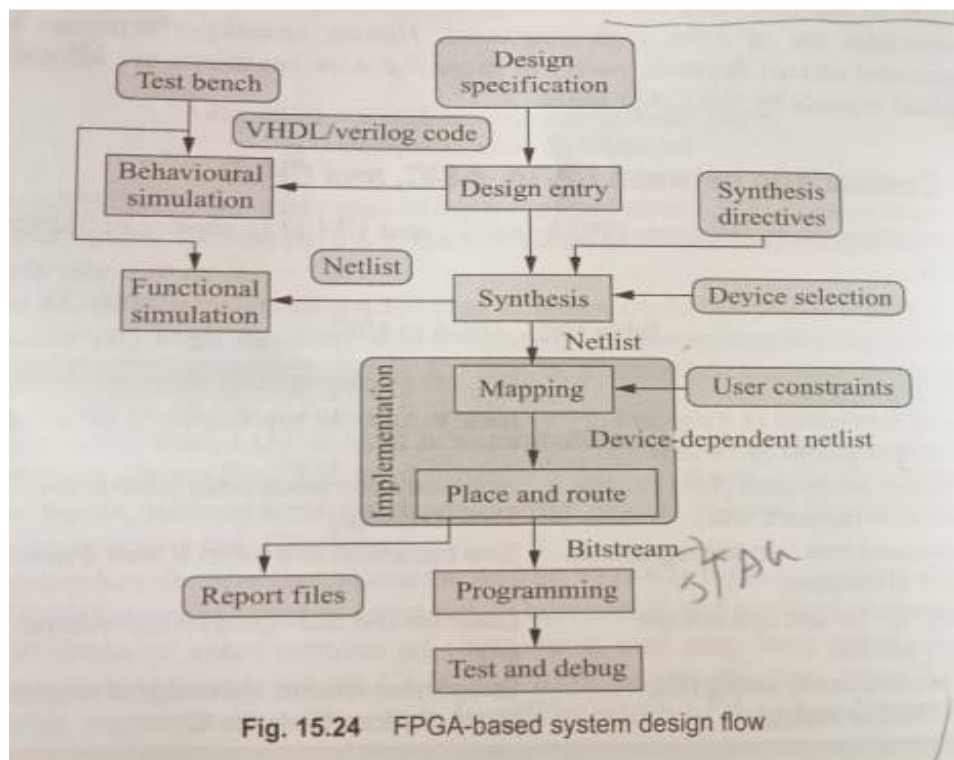 Design
specification
Test bench
VHDL/verilog code
Behavioural
simulation
Design entry
Synthesis
directives
Netlist
Functional
simulation
Synthesis
Device selection
Netlist
Implementation
Mapping
User constraints
Device-dependent netlist
Place and route
Bitstream
JTAG
Report files
Programming
Test and debug
Fig. 15.24 FPGA-based system design flow